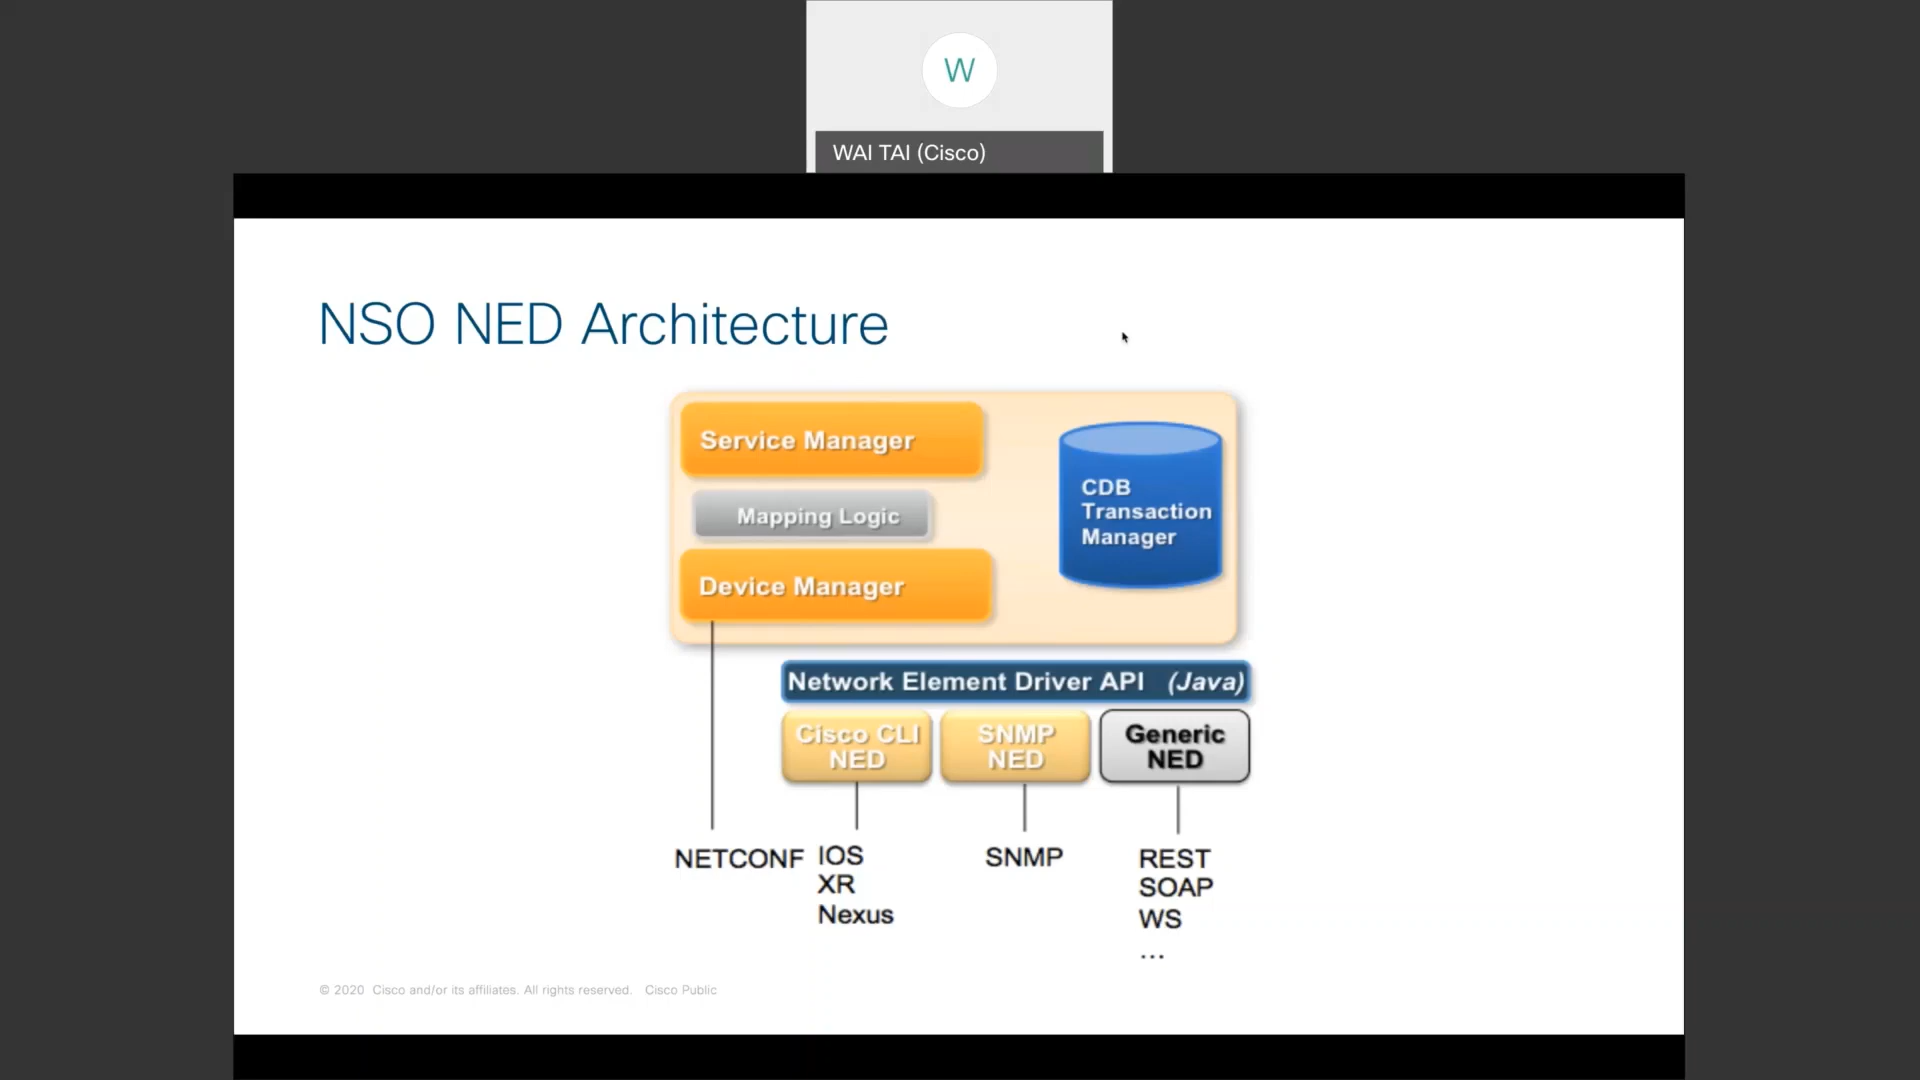 W
WAI TAI (Cisco)
NSO NED Architecture
Service Manager
Mapping Logic
Device Manager
CDB
Transaction
Manager
Network Element Driver API (Java)
Cisco CLI
NED
SNMP
NED
Generic
NED
NETCONF
IOS
XR
Nexus
SNMP
REST
SOAP
WS
...
© 2020 Cisco and/or its affiliates. All rights reserved. Cisco Public